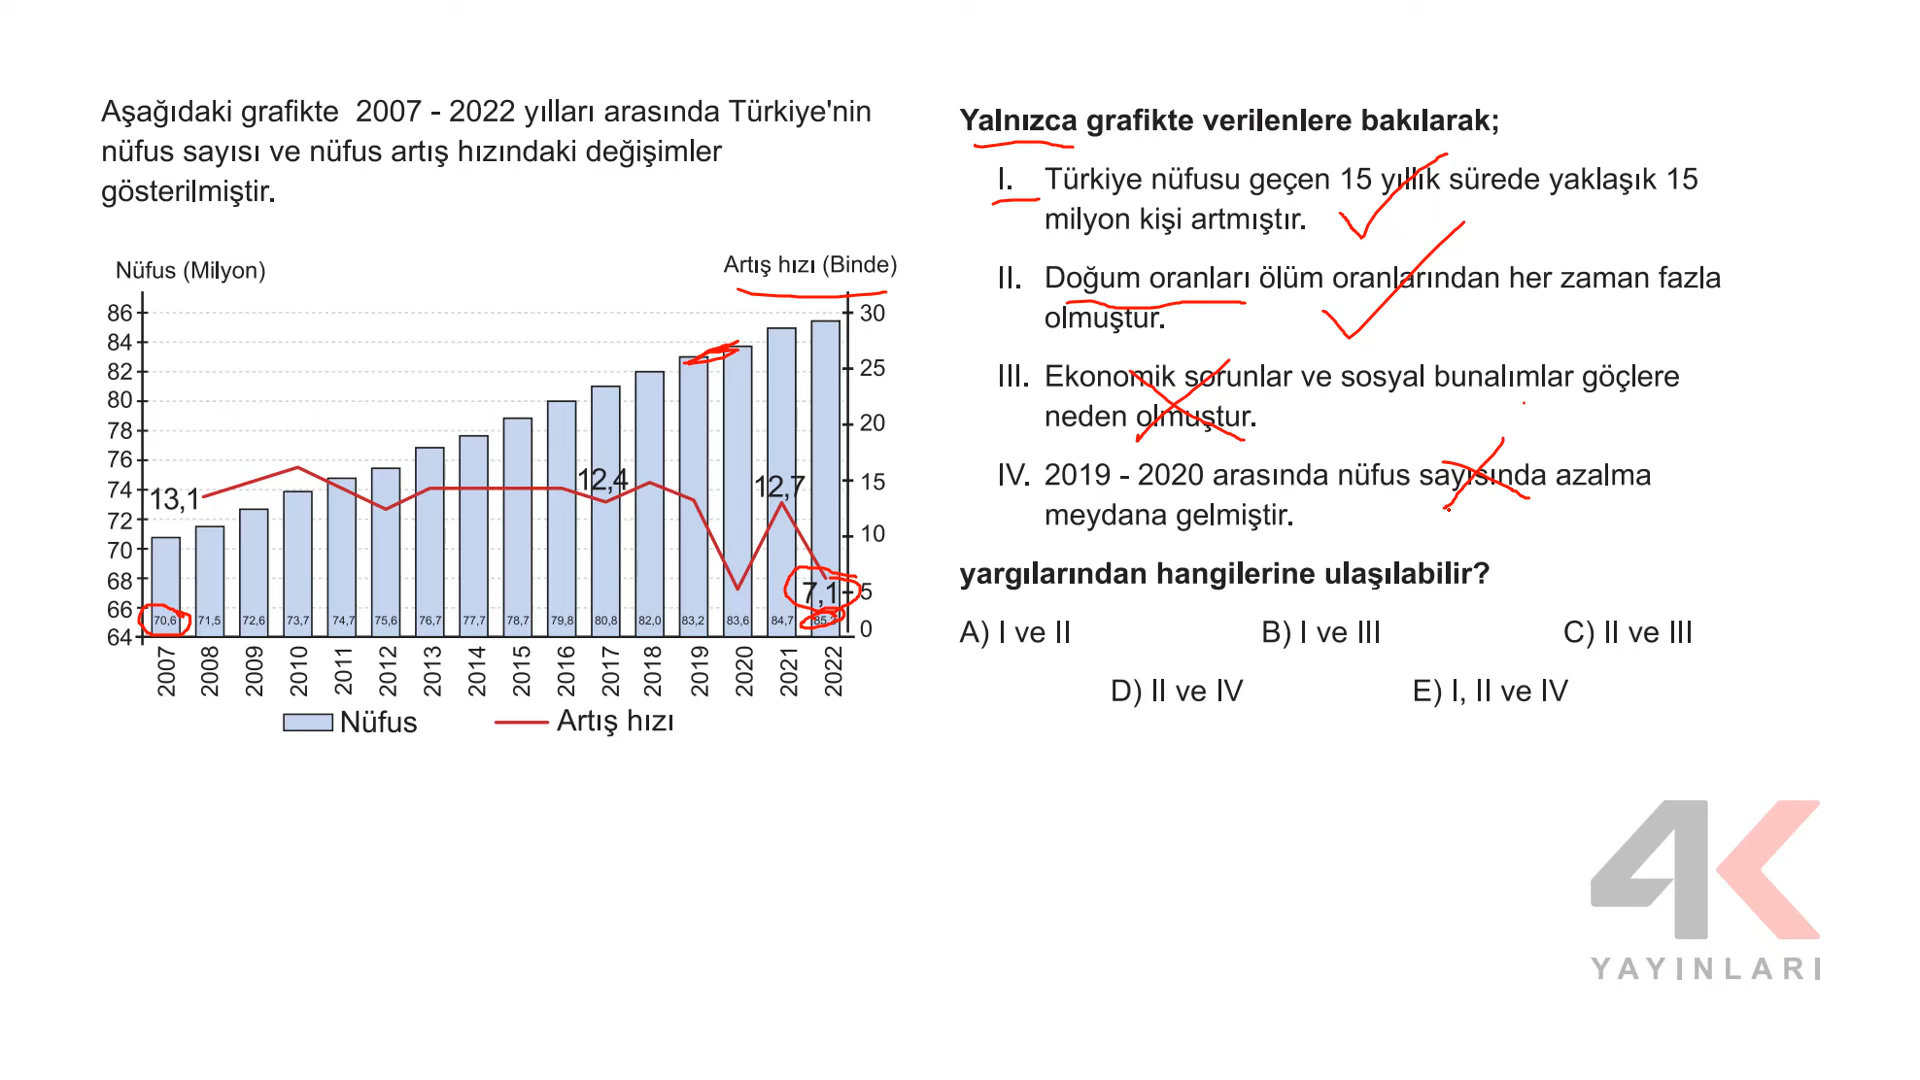 Aşağıdaki grafikte 2007 - 2022 yılları arasında Türkiye'nin
nüfus sayısı ve nüfus artış hızındaki değişimler
gösterilmiştir.
Nüfus (Milyon)
Artış hızı (Binde)
86
84
82
80
78
76
74
72
70
68
66
64
30
25
20
15
10
5
0
13,1
12,4
12,7
7,1
70,6 71,5 72,6 73,7 74,7 75,6 76,7 77,7 78,7 79,8 80,8 82,0 83,2 83,6 84,7
2007 2008 2009 2010 2011 2012 2013 2014 2015 2016 2017 2018 2019 2020 2021 2022
Nüfus
Artış hızı
Yalnızca grafikte verilenlere bakılarak;
I. Türkiye nüfusu geçen 15 yıllık sürede yaklaşık 15
milyon kişi artmıştır.
II. Doğum oranları ölüm oranlarından her zaman fazla
olmuştur.
III. Ekonomik sorunlar ve sosyal bunalımlar göçlere
neden olmuştur.
IV. 2019 - 2020 arasında nüfus sayısında azalma
meydana gelmiştir.
yargılarından hangilerine ulaşılabilir?
A) I ve II
B) I ve III
C) II ve III
D) II ve IV
E) I, II ve IV
4K
YAYINLARI